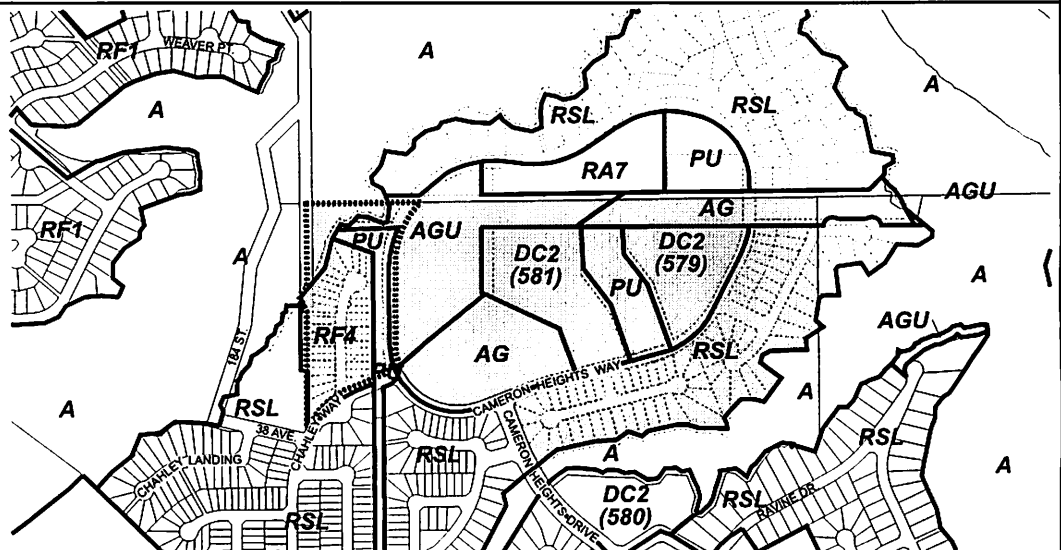 RF1
WEAVER PT
A
A
A
RSL
RSL
RA7
PU
AGU
AG
RF1
A
PU
AGU
DC2
(581)
DC2
(579)
PU
A
AGU
184 ST
RF4
AG
RSL
CAMERON HEIGHTS WAY
A
A
RSL
38 AVE
CHAHLEY WAY
CHAHLEY LANDING
RSL
CAMERON HEIGHTS DRIVE
A
RSL
A
RSL
DC2
(580)
RSL
RAVINE DR